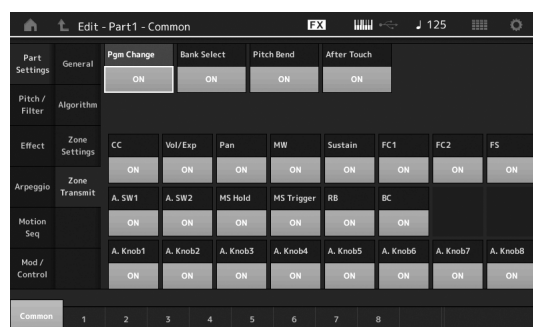 Edit - Part1 - Common FX ♩ 125
Part Settings
General
Pgm Change Bank Select Pitch Bend After Touch
ON ON ON ON
Pitch / Filter
Algorithm
Effect
Zone Settings
CC Vol/Exp Pan MW Sustain FC1 FC2 FS
ON ON ON ON ON ON ON ON
Arpeggio
Zone Transmit
A. SW1 A. SW2 MS Hold MS Trigger RB BC
ON ON ON ON ON ON
Motion Seq
A. Knob1 A. Knob2 A. Knob3 A. Knob4 A. Knob5 A. Knob6 A. Knob7 A. Knob8
Mod / Control
ON ON ON ON ON ON ON ON
Common 1 2 3 4 5 6 7 8